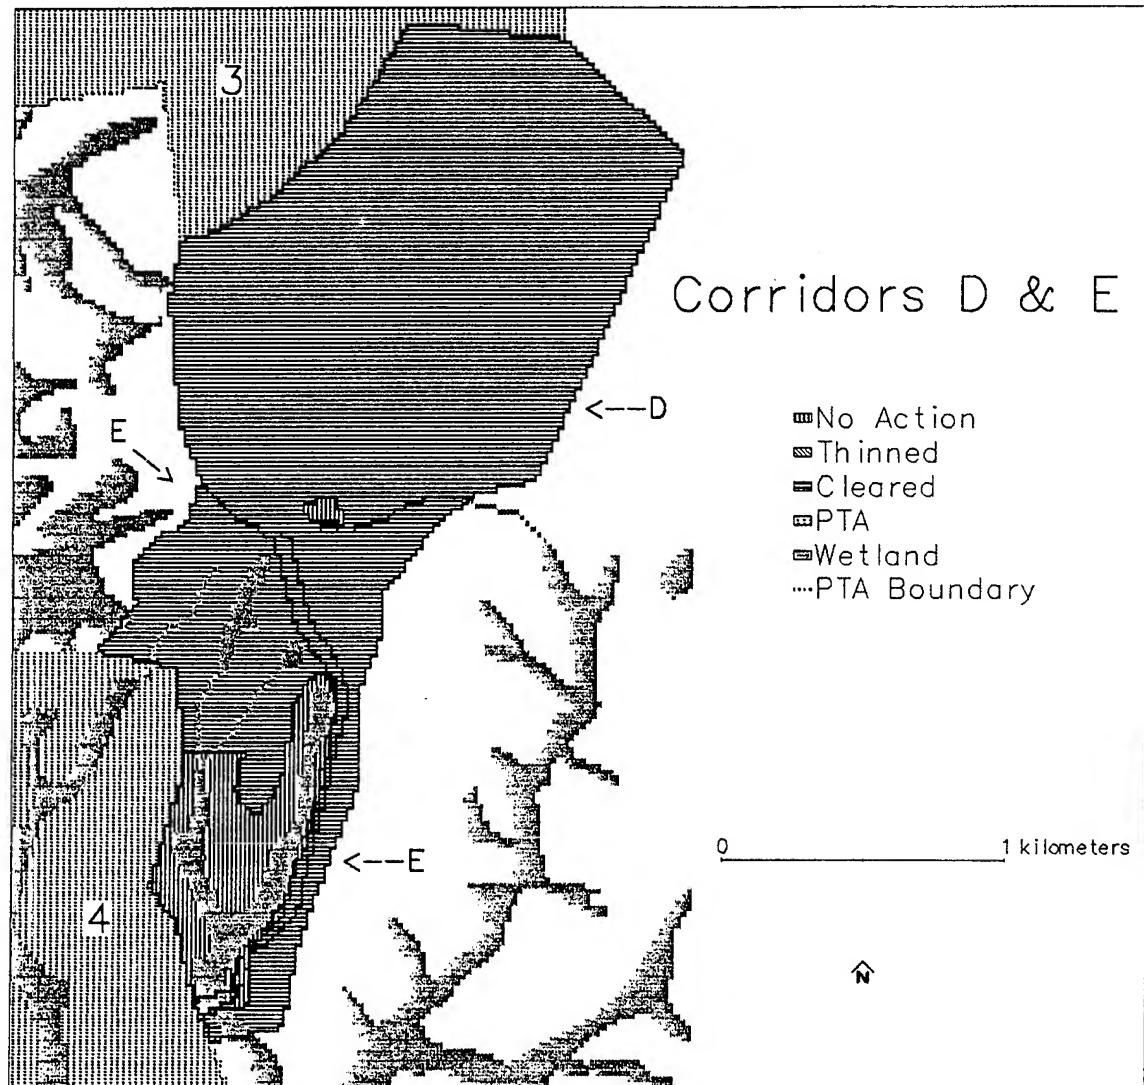 3
Corridors D & E
<---D
E
No Action
Thinned
Cleared
PTA
Wetland
PTA Boundary
0 1 kilometers
<---E
4
N